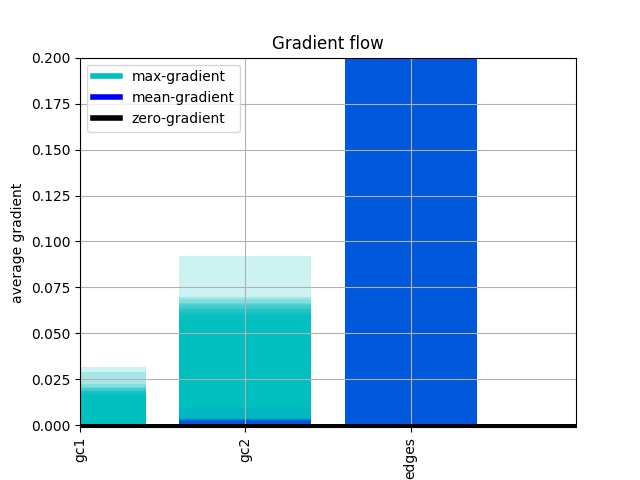 Gradient flow
max-gradient
mean-gradient
zero-gradient
average gradient
0.200
0.175
0.150
0.125
0.100
0.075
0.050
0.025
0.000
gc1
gc2
edges